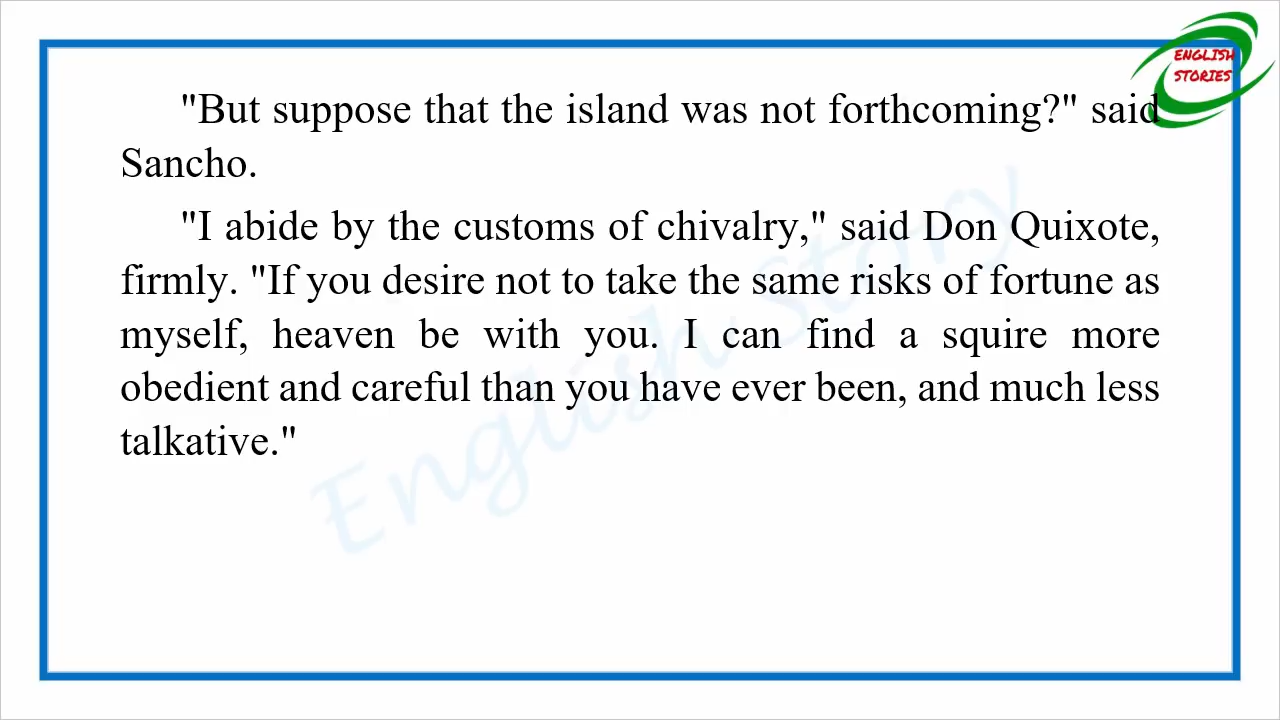 ENGLISH
STORIES
"But suppose that the island was not forthcoming?" said
Sancho.
"I abide by the customs of chivalry," said Don Quixote,
firmly. "If you desire not to take the same risks of fortune as
myself, heaven be with you. I can find a squire more
obedient and careful than you have ever been, and much less
talkative."
English Story